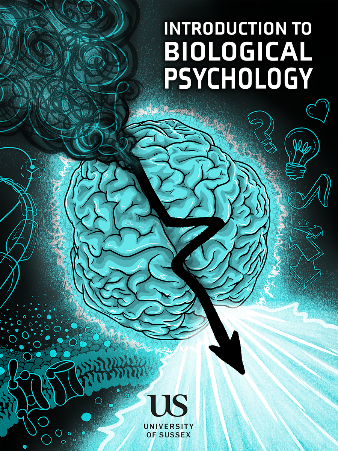 INTRODUCTION TO
BIOLOGICAL
PSYCHOLOGY
US
UNIVERSITY
OF SUSSEX